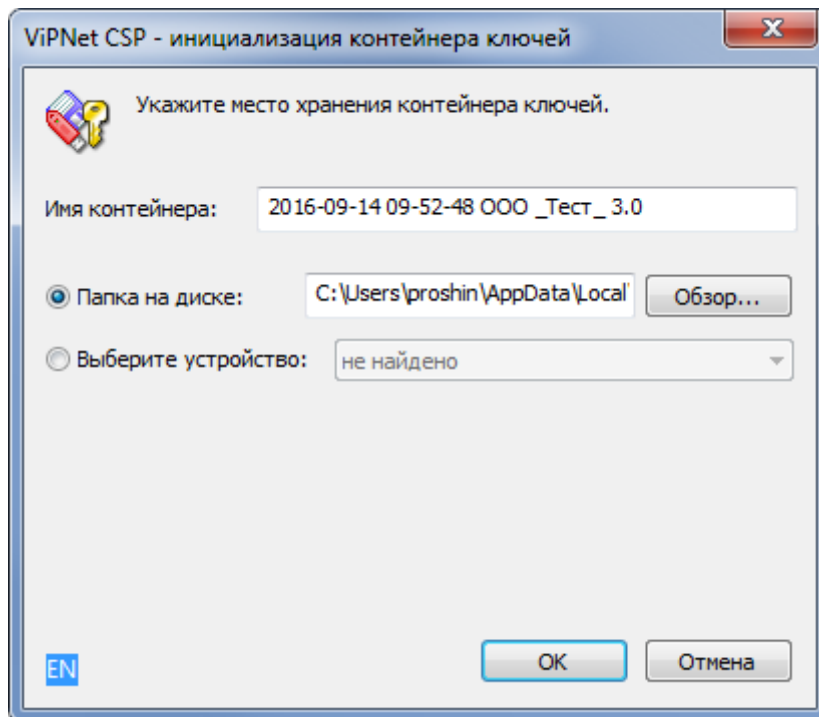 ViPNet CSP - инициализация контейнера ключей
Укажите место хранения контейнера ключей.
Имя контейнера: 2016-09-14 09-52-48 ООО _Тест_ 3.0
Папка на диске: C:\Users\proshin\AppData\Local\ Обзор...
Выберите устройство: не найдено
EN OK Отмена